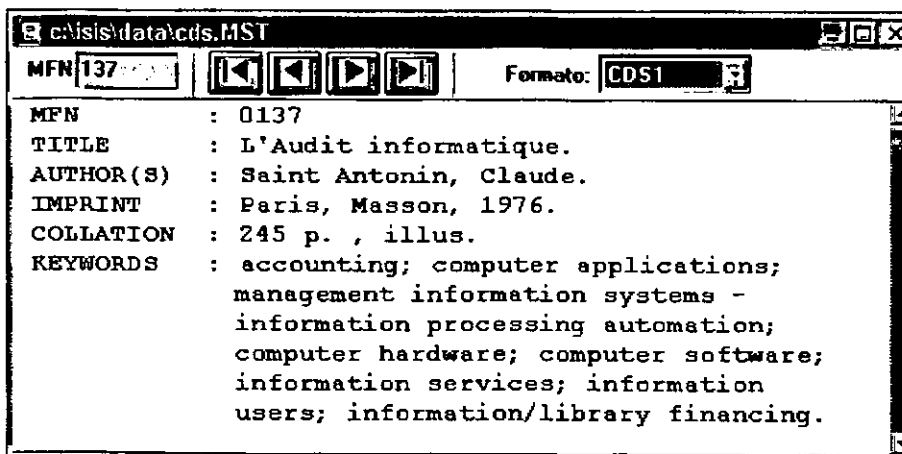 c:\isis\data\cds.MST
MFN 137 Formato: CDS1
MFN : 0137
TITLE : L'Audit informatique.
AUTHOR(S) : Saint Antonin, Claude.
IMPRINT : Paris, Masson, 1976.
COLLATION : 245 p. , illus.
KEYWORDS : accounting; computer applications;
management information systems -
information processing automation;
computer hardware; computer software;
information services; information
users; information/library financing.